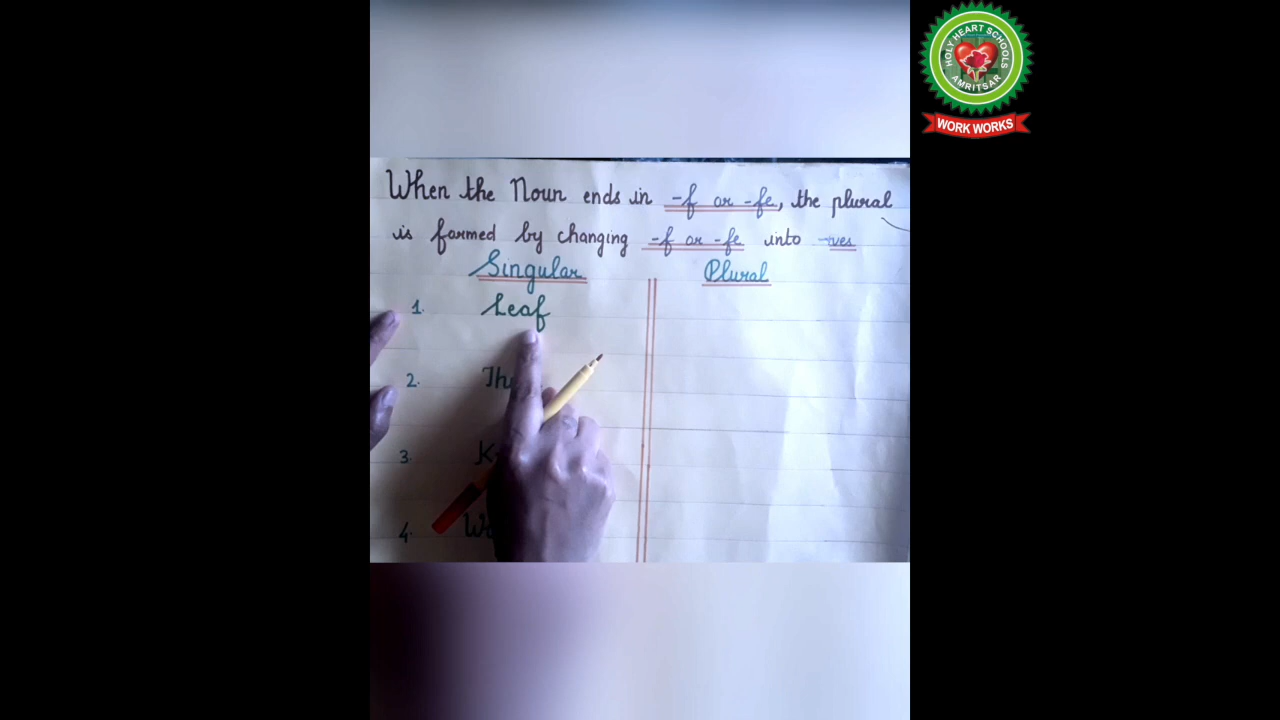 HOLY HEART SCHOOLS
AMRITSAR
WORK WORKS
When the Noun ends in -f or -fe, the plural
is formed by changing -f or -fe into -ves
Singular Plural
1. Leaf
2.
3.
4.